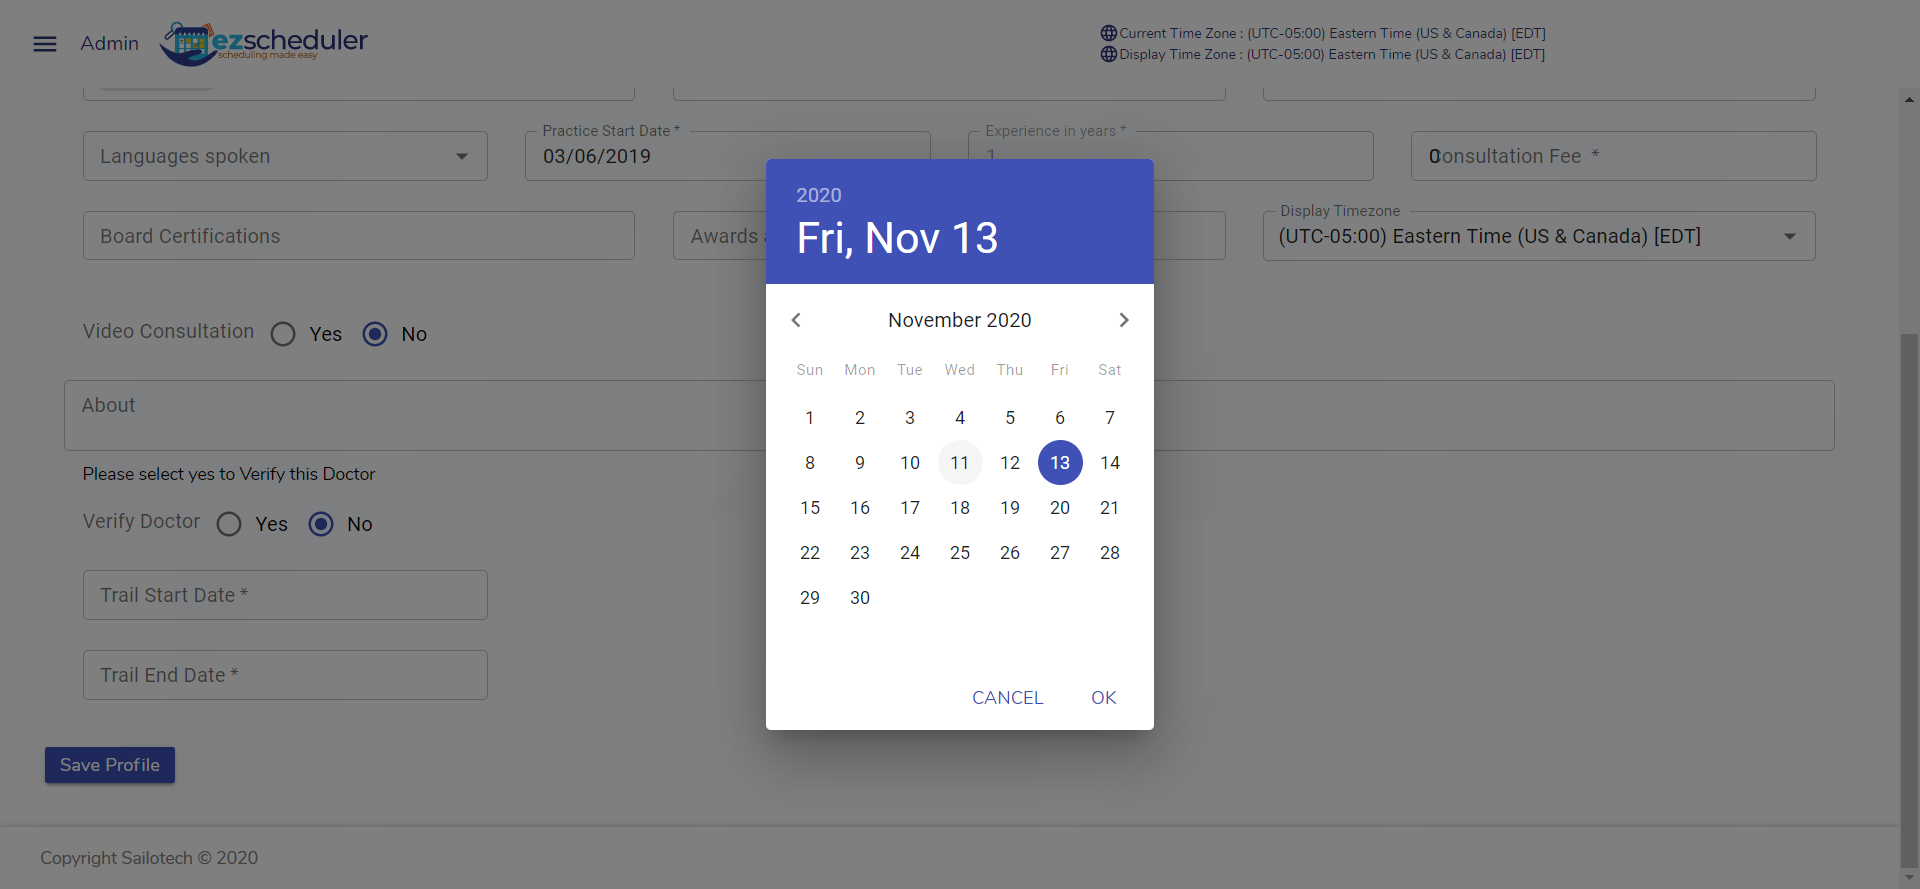 Admin
ezscheduler
scheduling made easy
Current Time Zone : (UTC-05:00) Eastern Time (US & Canada) [EDT]
Display Time Zone : (UTC-05:00) Eastern Time (US & Canada) [EDT]
Languages spoken
Practice Start Date *
03/06/2019
Experience in years *
1
0
Consultation Fee *
Board Certifications
Awards
Display Timezone
(UTC-05:00) Eastern Time (US & Canada) [EDT]
Video Consultation
Yes
No
About
Please select yes to Verify this Doctor
Verify Doctor
Yes
No
Trail Start Date *
Trail End Date *
Save Profile
Copyright Sailotech © 2020
2020
Fri, Nov 13
November 2020
Sun Mon Tue Wed Thu Fri Sat
1 2 3 4 5 6 7
8 9 10 11 12 13 14
15 16 17 18 19 20 21
22 23 24 25 26 27 28
29 30
CANCEL
OK